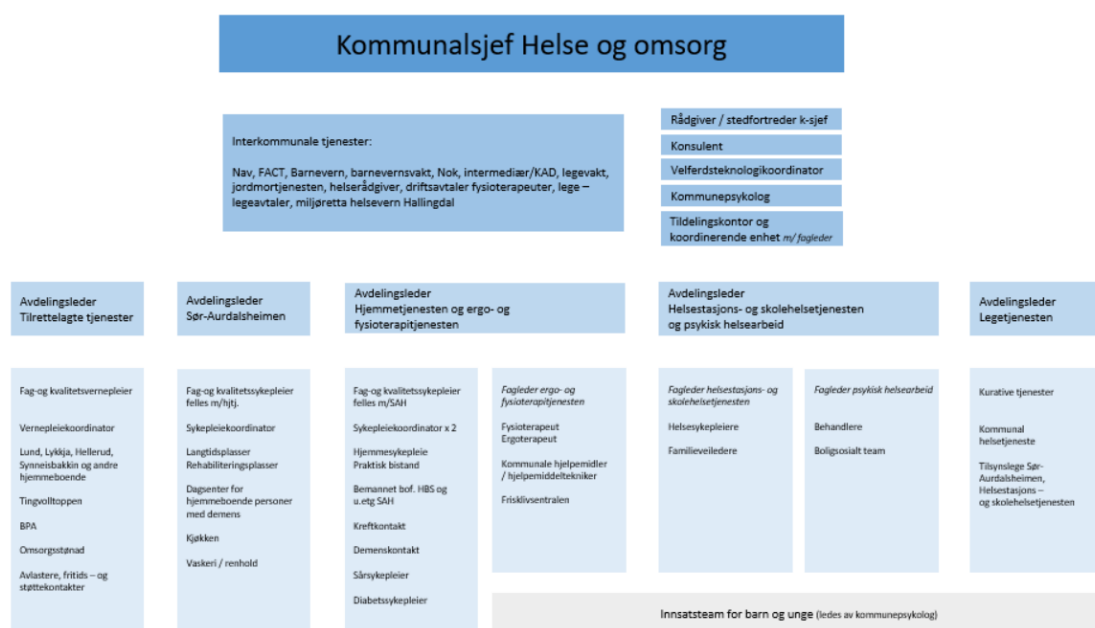 Kommunalsjef Helse og omsorg
Interkommunale tjenester:
Nav, FACT, Barnevern, barnevernsvakt, Nok, intermediær/KAD, legevakt,
jordmortjenesten, helserådgiver, driftsavtaler fysioterapeuter, lege –
legeavtaler, miljøretta helsevern Hallingdal
Rådgiver / stedfortreder k-sjef
Konsulent
Velferdsteknologikoordinator
Kommunepsykolog
Tildelingskontor og
koordinerende enhet m/ fagleder
Avdelingsleder
Tilrettelagte tjenester
Avdelingsleder
Sør-Aurdalsheimen
Avdelingsleder
Hjemmetjenesten og ergo- og
fysioterapitjenesten
Avdelingsleder
Helsestasjons- og skolehelsetjenesten
og psykisk helsearbeid
Avdelingsleder
Legetjenesten
Fag-og kvalitetsvernepleier
Vernepleiekoordinator
Lund, Lykkja, Hellerud,
Synneisbakkin og andre
hjemmeboende
Tingvolltoppen
BPA
Omsorgsstønad
Avlastere, fritids – og
støttekontakter
Fag-og kvalitetssykepleier
felles m/hjtj.
Sykepleiekoordinator
Langtidsplasser
Rehabiliteringsplasser
Dagsenter for
hjemmeboende personer
med demens
Kjøkken
Vaskeri / renhold
Fag-og kvalitetssykepleier
felles m/SAH
Sykepleiekoordinator x 2
Hjemmesykepleie
Praktisk bistand
Bemannet bof. HBS og
u.etg SAH
Kreftkontakt
Demenskontakt
Sårsykepleier
Diabetssykepleier
Fagleder ergo- og
fysioterapitjenesten
Fysioterapeut
Ergoterapeut
Kommunale hjelpemidler
/ hjelpemiddeltekniker
Frisklivsentralen
Fagleder helsestasjons- og
skolehelsetjenesten
Helsesykepleiere
Familieveiledere
Fagleder psykisk helsearbeid
Behandlere
Boligsosialt team
Kurative tjenester
Kommunal
helsetjeneste
Tilsynslege Sør-
Aurdalsheimen,
Helsestasjons –
og skolehelsetjenesten
Innsatsteam for barn og unge (ledes av kommunepsykolog)